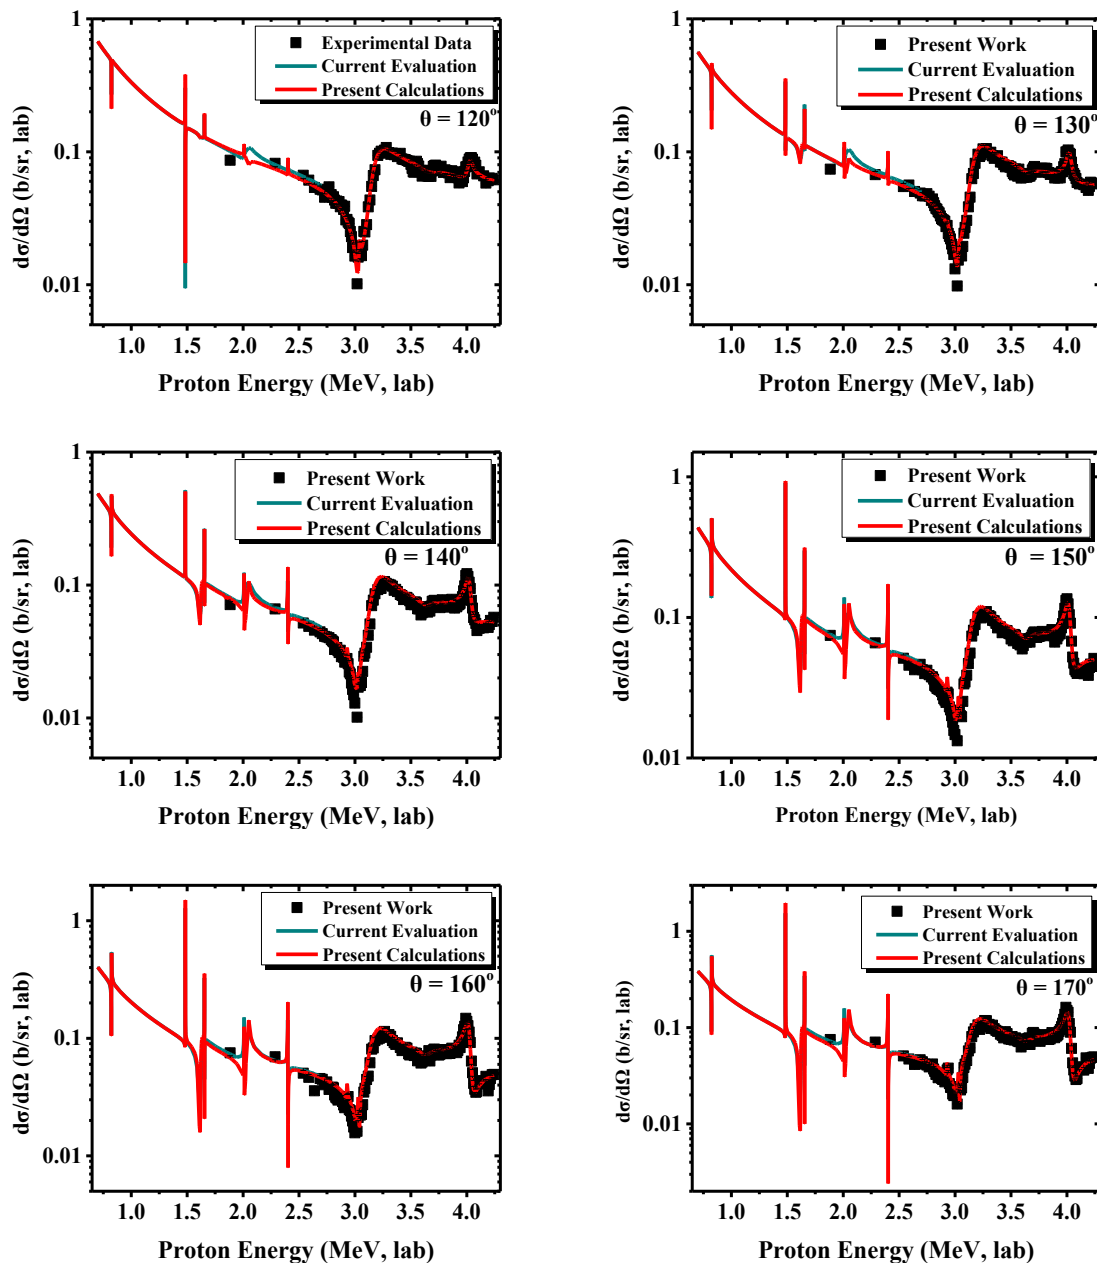 1
0.1
0.01
dσ/dΩ (b/sr, lab)
Experimental Data
Current Evaluation
Present Calculations
θ = 120°
1.0 1.5 2.0 2.5 3.0 3.5 4.0
Proton Energy (MeV, lab)
1
0.1
0.01
dσ/dΩ (b/sr, lab)
Present Work
Current Evaluation
Present Calculations
θ = 130°
1.0 1.5 2.0 2.5 3.0 3.5 4.0
Proton Energy (MeV, lab)
1
0.1
0.01
dσ/dΩ (b/sr, lab)
Present Work
Current Evaluation
Present Calculations
θ = 140°
1.0 1.5 2.0 2.5 3.0 3.5 4.0
Proton Energy (MeV, lab)
1
0.1
0.01
dσ/dΩ (b/sr, lab)
Present Work
Current Evaluation
Present Calculations
θ = 150°
1.0 1.5 2.0 2.5 3.0 3.5 4.0
Proton Energy (MeV, lab)
1
0.1
0.01
dσ/dΩ (b/sr, lab)
Present Work
Current Evaluation
Present Calculations
θ = 160°
1.0 1.5 2.0 2.5 3.0 3.5 4.0
Proton Energy (MeV, lab)
1
0.1
0.01
dσ/dΩ (b/sr, lab)
Present Work
Current Evaluation
Present Calculations
θ = 170°
1.0 1.5 2.0 2.5 3.0 3.5 4.0
Proton Energy (MeV, lab)